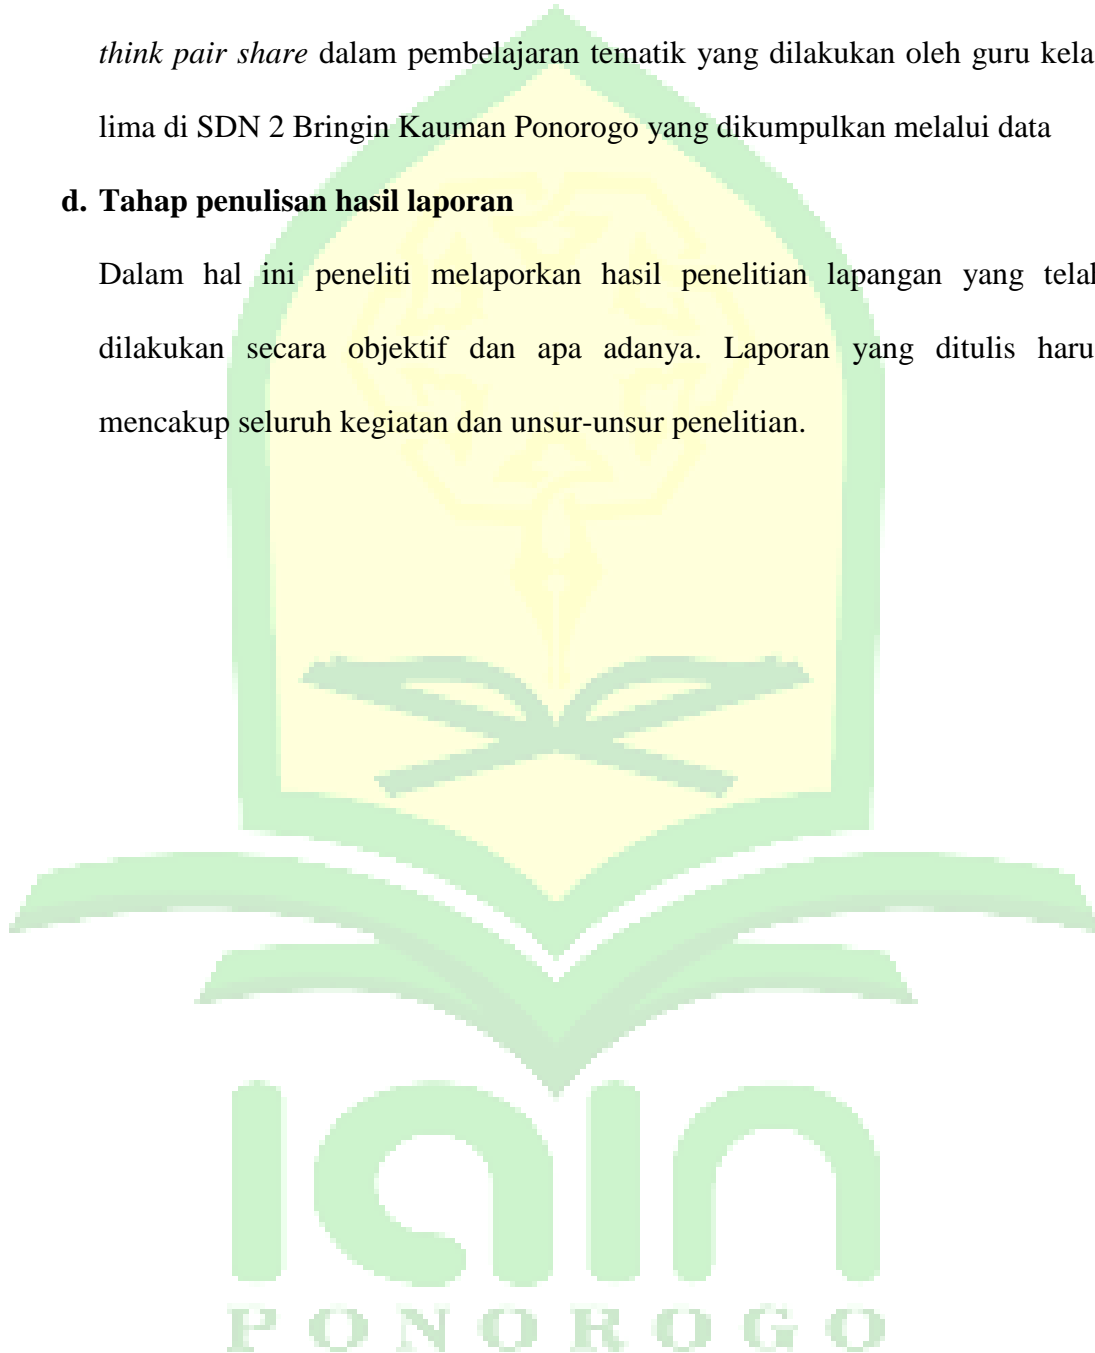 think pair share dalam pembelajaran tematik yang dilakukan oleh guru kela
lima di SDN 2 Bringin Kauman Ponorogo yang dikumpulkan melalui data
d. Tahap penulisan hasil laporan
Dalam hal ini peneliti melaporkan hasil penelitian lapangan yang tela
dilakukan secara objektif dan apa adanya. Laporan yang ditulis haru
mencakup seluruh kegiatan dan unsur-unsur penelitian.
iain
PONOROGO